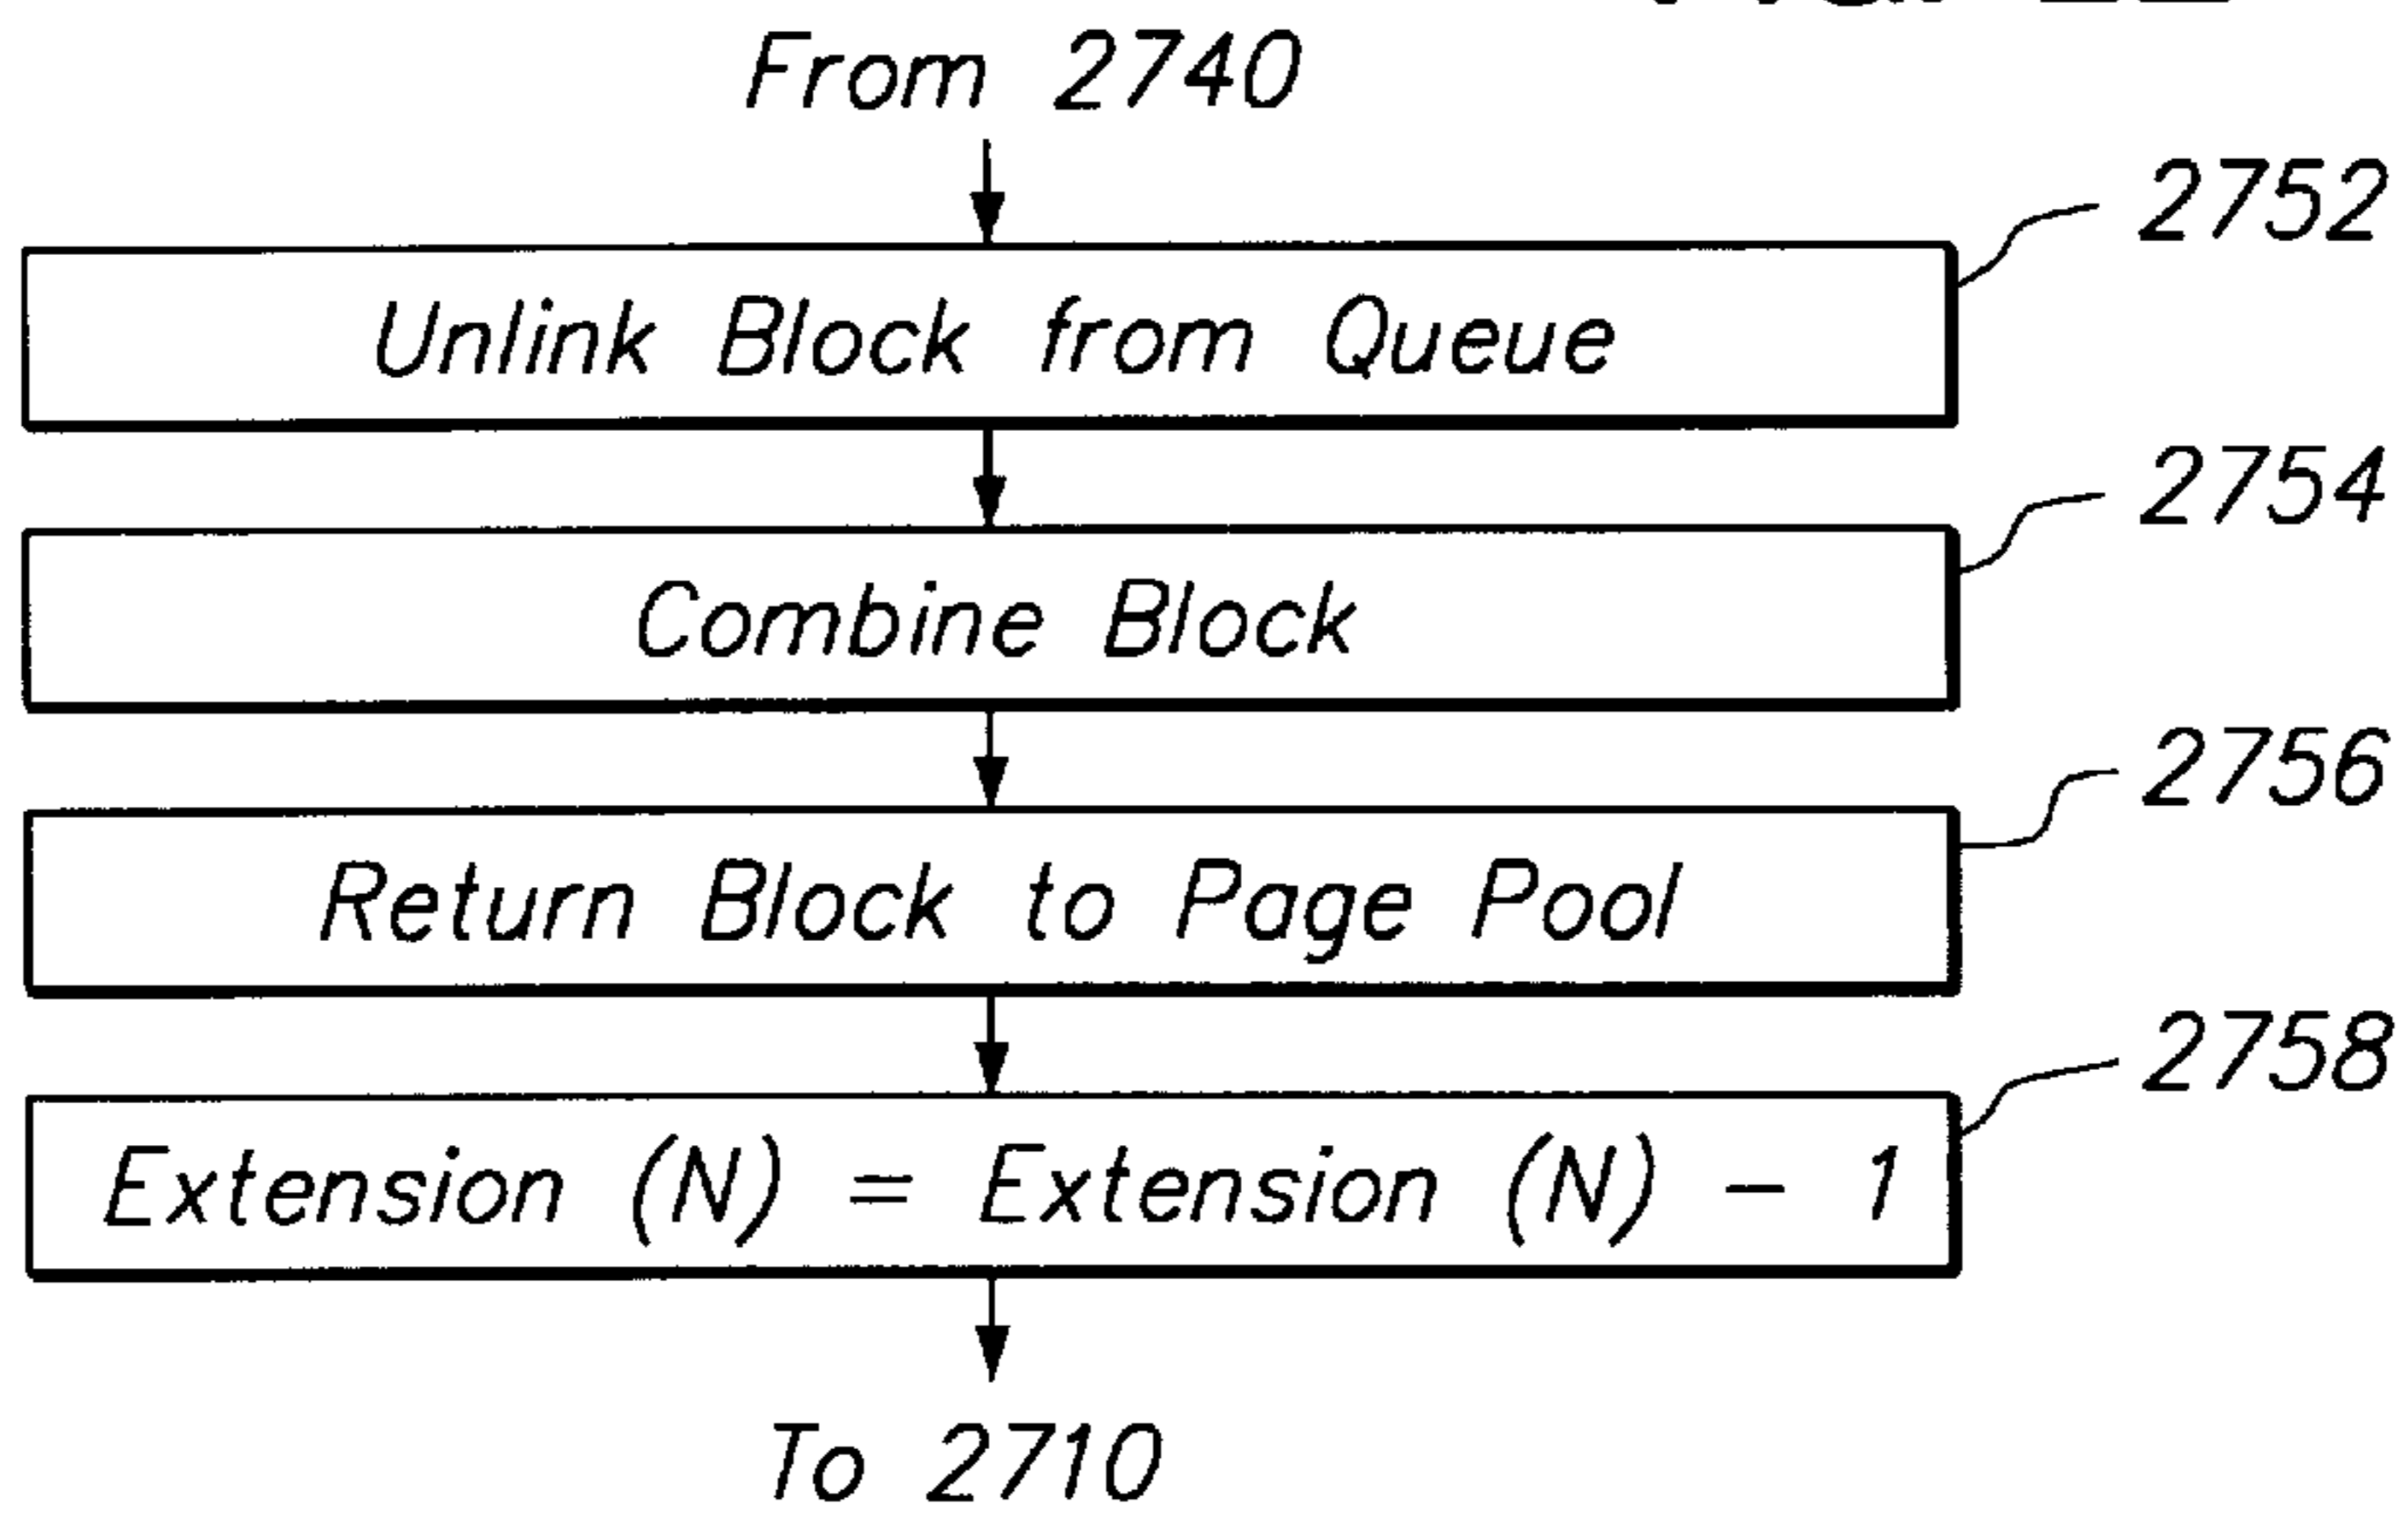 From 2740
2752
Unlink Block from Queue
2754
Combine Block
2756
Return Block to Page Pool
2758
Extension (N) = Extension (N) – 1
To 2710